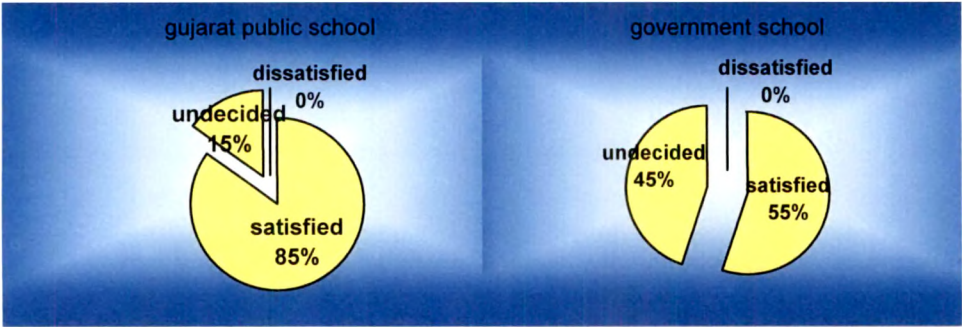 gujarat public school
dissatisfied
0%
undecided
15%
satisfied
85%
government school
dissatisfied
0%
undecided
45%
satisfied
55%